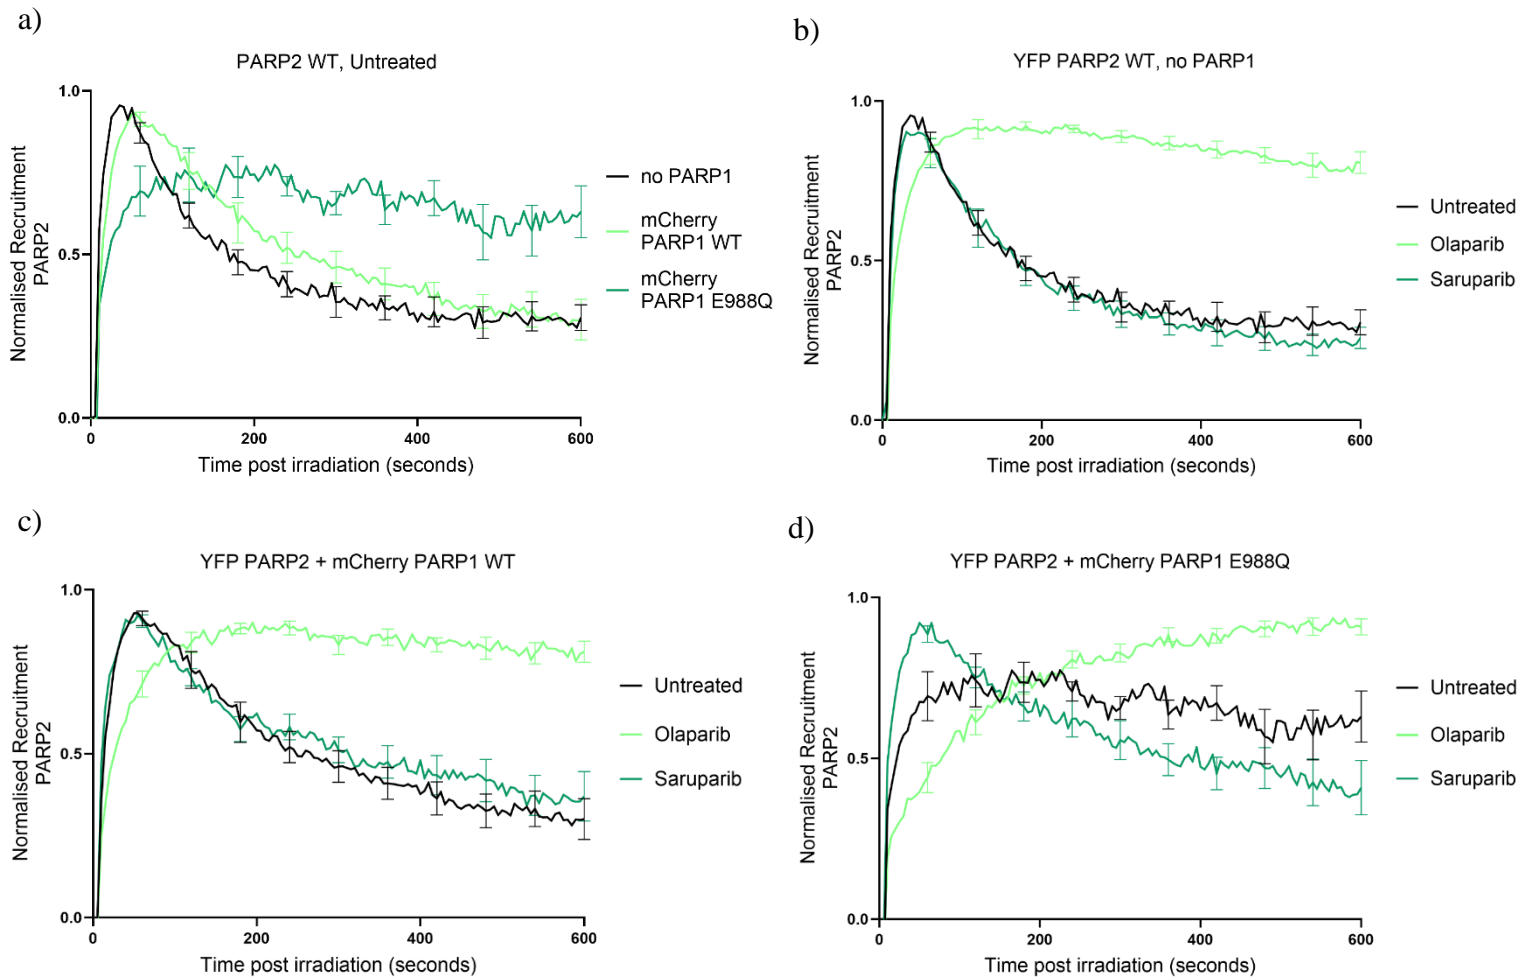 a)
PARP2 WT, Untreated
1.0
0.5
0.0
Normalised Recruitment
PARP2
0
200
400
600
Time post irradiation (seconds)
no PARP1
mCherry
PARP1 WT
mCherry
PARP1 E988Q
b)
YFP PARP2 WT, no PARP1
1.0
0.5
0.0
Normalised Recruitment
PARP2
0
200
400
600
Time post irradiation (seconds)
Untreated
Olaparib
Saruparib
c)
YFP PARP2 + mCherry PARP1 WT
1.0
0.5
0.0
Normalised Recruitment
PARP2
0
200
400
600
Time post irradiation (seconds)
Untreated
Olaparib
Saruparib
d)
YFP PARP2 + mCherry PARP1 E988Q
1.0
0.5
0.0
Normalised Recruitment
PARP2
0
200
400
600
Time post irradiation (seconds)
Untreated
Olaparib
Saruparib